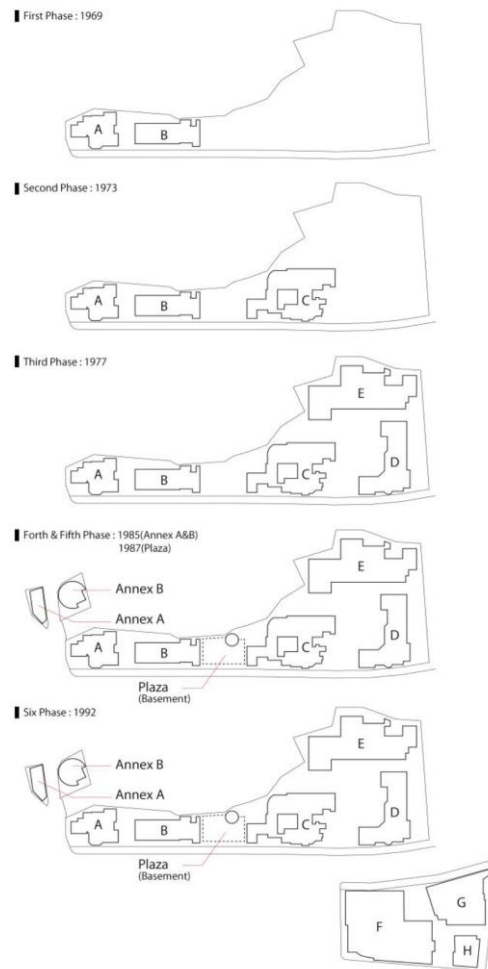 First Phase : 1969
A
B
Second Phase : 1973
A
B
C
Third Phase : 1977
E
A
B
C
D
Forth & Fifth Phase : 1985(Annex A&B)
1987(Plaza)
E
Annex B
Annex A
A
B
C
D
Plaza
(Basement)
Six Phase : 1992
E
Annex B
Annex A
A
B
C
D
Plaza
(Basement)
F
G
H